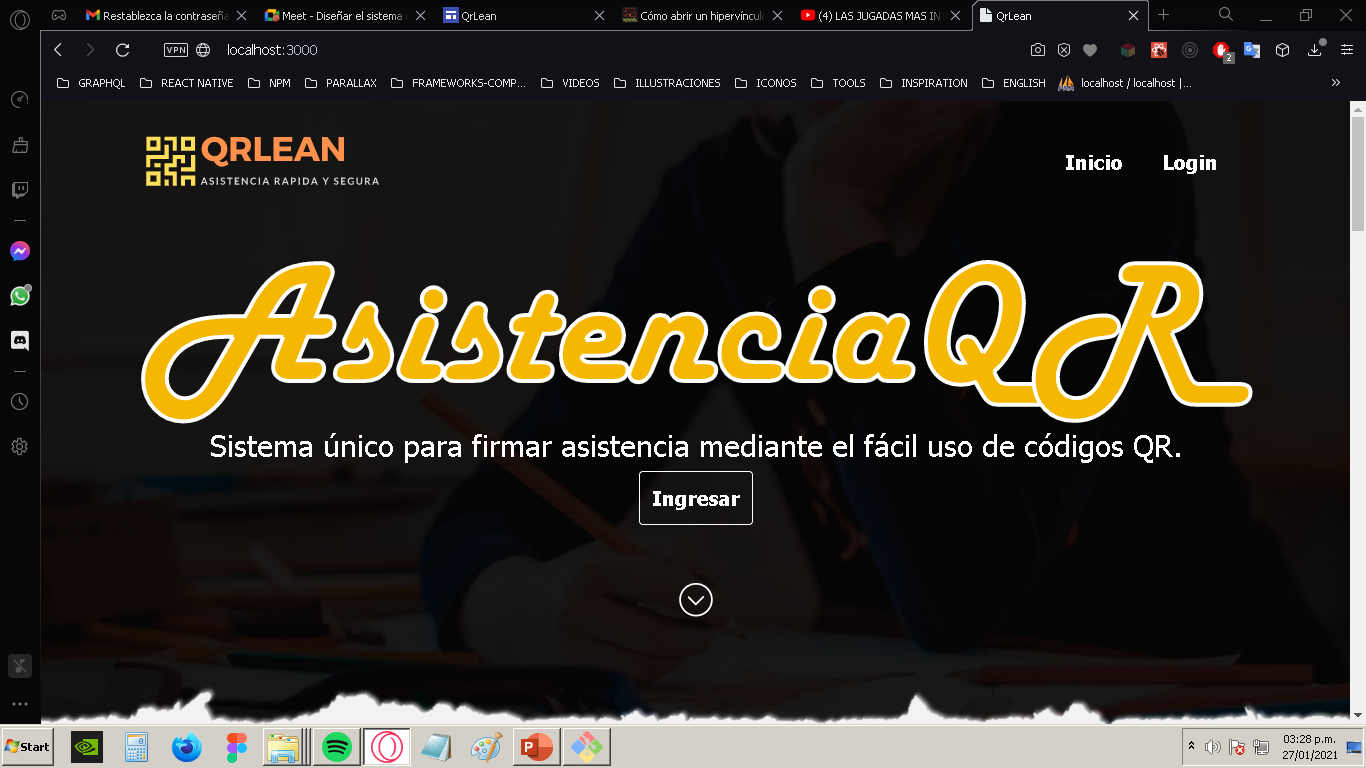 Restablezca la contraseña
Meet - Diseñar el sistema
QrLean
Cómo abrir un hipervínculo
(4) LAS JUGADAS MAS IN
QrLean
VPN
localhost:3000
2
GRAPHQL
REACT NATIVE
NPM
PARALLAX
FRAMEWORKS-COMP...
VIDEOS
ILLUSTRACIONES
ICONOS
TOOLS
INSPIRATION
ENGLISH
localhost / localhost |...
»
QRLEAN
ASISTENCIA RAPIDA Y SEGURA
Inicio
Login
AsistenciaQR
Sistema único para firmar asistencia mediante el fácil uso de códigos QR.
Ingresar
Start
03:28 p.m.
27/01/2021